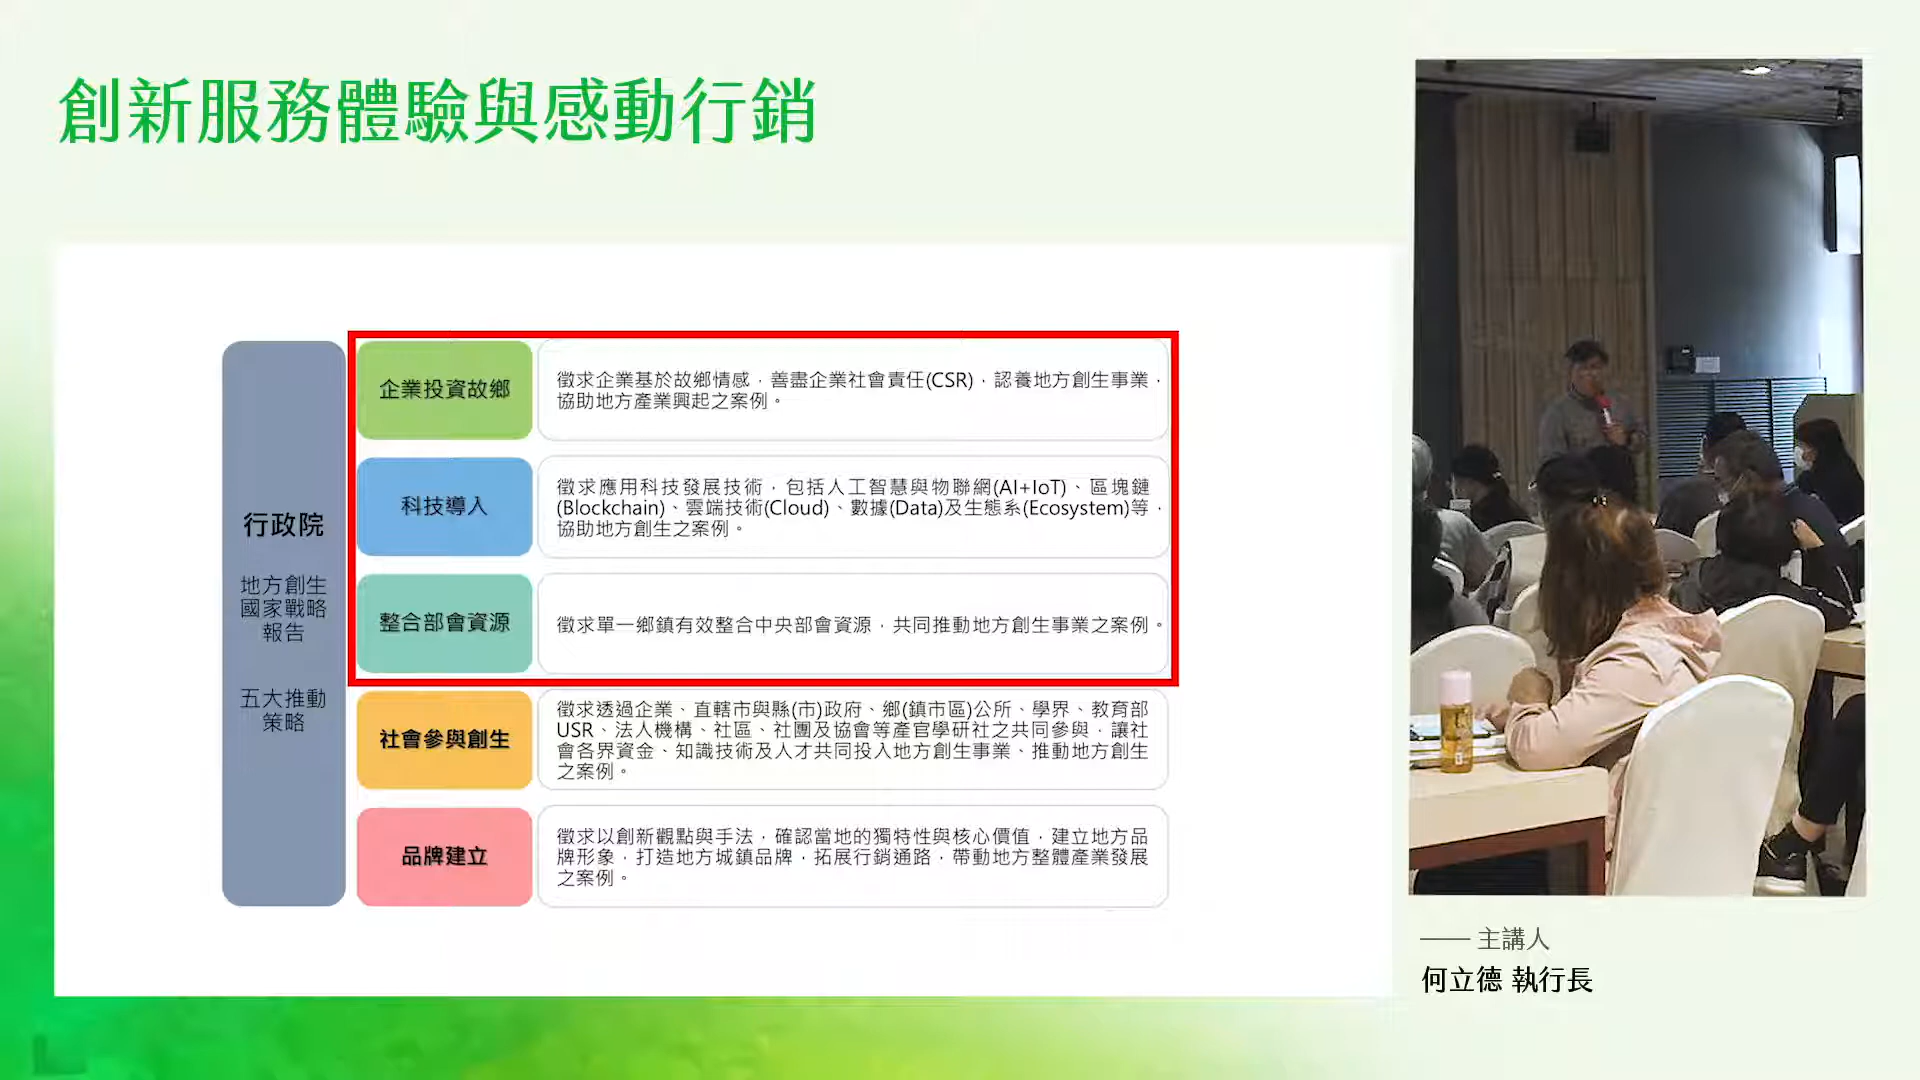 創新服務體驗與感動行銷
行政院
地方創生
國家戰略
報告
五大推動
策略
企業投資故鄉
徵求企業基於故鄉情感，善盡企業社會責任(CSR)，認養地方創生事業，
協助地方產業興起之案例。
科技導入
徵求應用科技發展技術，包括人工智慧與物聯網(AI+IoT)、區塊鏈
(Blockchain)、雲端技術(Cloud)、數據(Data)及生態系(Ecosystem)等，
協助地方創生之案例。
整合部會資源
徵求單一鄉鎮有效整合中央部會資源，共同推動地方創生事業之案例。
社會參與創生
徵求透過企業、直轄市與縣(市)政府、鄉(鎮市區)公所、學界、教育部
USR、法人機構、社區、社團及協會等產官學研社之共同參與，讓社
會各界資金、知識技術及人才共同投入地方創生事業、推動地方創生
之案例。
品牌建立
徵求以創新觀點與手法，確認當地的獨特性與核心價值，建立地方品
牌形象，打造地方城鎮品牌，拓展行銷通路，帶動地方整體產業發展
之案例。
—— 主講人
何立德 執行長